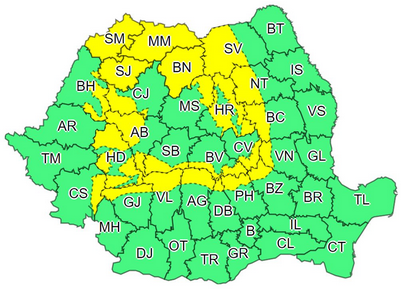 BT
SM
MM
SV
SJ
BN
IS
BH
CJ
NT
MS
HR
VS
AR
AB
BC
TM
HD
SB
BV
CV
VN
GL
CS
GJ
VL
AG
PH
BZ
BR
TL
MH
DB
IL
B
DJ
OT
TR
GR
CL
CT